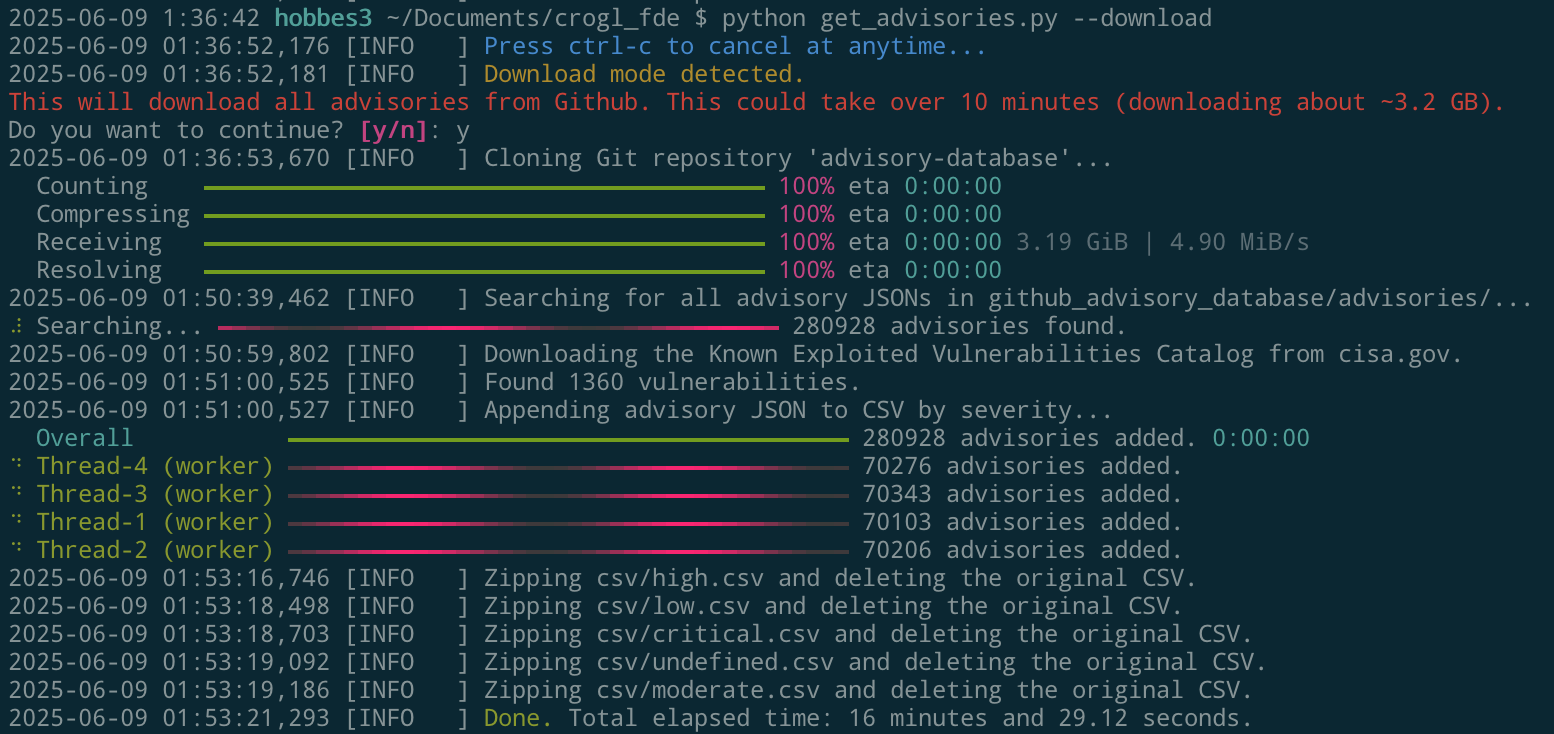 2025-06-09 1:36:42 hobbes3 ~/Documents/crogl_fde $ python get_advisories.py --download
2025-06-09 01:36:52,176 [INFO   ] Press ctrl-c to cancel at anytime...
2025-06-09 01:36:52,181 [INFO   ] Download mode detected.
This will download all advisories from Github. This could take over 10 minutes (downloading about ~3.2 GB).
Do you want to continue? [y/n]: y
2025-06-09 01:36:53,670 [INFO   ] Cloning Git repository 'advisory-database'...
Counting 100% eta 0:00:00
Compressing 100% eta 0:00:00
Receiving 100% eta 0:00:00 3.19 GiB | 4.90 MiB/s
Resolving 100% eta 0:00:00
2025-06-09 01:50:39,462 [INFO   ] Searching for all advisory JSONs in github_advisory_database/advisories/...
Searching... 280928 advisories found.
2025-06-09 01:50:59,802 [INFO   ] Downloading the Known Exploited Vulnerabilities Catalog from cisa.gov.
2025-06-09 01:51:00,525 [INFO   ] Found 1360 vulnerabilities.
2025-06-09 01:51:00,527 [INFO   ] Appending advisory JSON to CSV by severity...
Overall 280928 advisories added. 0:00:00
Thread-4 (worker) 70276 advisories added.
Thread-3 (worker) 70343 advisories added.
Thread-1 (worker) 70103 advisories added.
Thread-2 (worker) 70206 advisories added.
2025-06-09 01:53:16,746 [INFO   ] Zipping csv/high.csv and deleting the original CSV.
2025-06-09 01:53:18,498 [INFO   ] Zipping csv/low.csv and deleting the original CSV.
2025-06-09 01:53:18,703 [INFO   ] Zipping csv/critical.csv and deleting the original CSV.
2025-06-09 01:53:19,092 [INFO   ] Zipping csv/undefined.csv and deleting the original CSV.
2025-06-09 01:53:19,186 [INFO   ] Zipping csv/moderate.csv and deleting the original CSV.
2025-06-09 01:53:21,293 [INFO   ] Done. Total elapsed time: 16 minutes and 29.12 seconds.